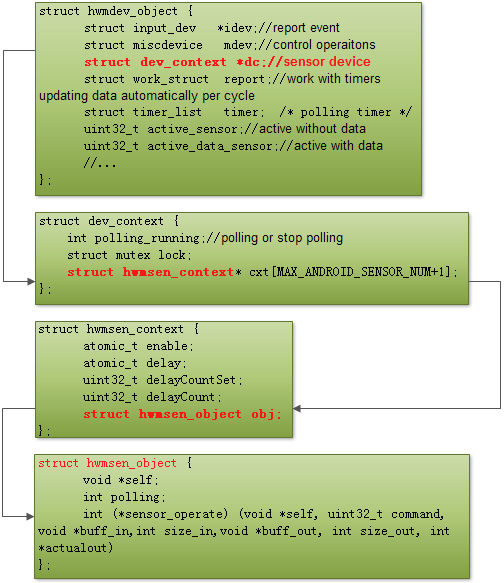 struct hwmdev_object {
struct input_dev *idev;//report event
struct miscdevice mdev;//control operaitons
struct dev_context *dc;//sensor device
struct work_struct report;//work with timers
updating data automatically per cycle
struct timer_list timer; /* polling timer */
uint32_t active_sensor;//active without data
uint32_t active_data_sensor;//active with data
//...
};
struct dev_context {
int polling_running;//polling or stop polling
struct mutex lock;
struct hwmsen_context* cxt[MAX_ANDROID_SENSOR_NUM+1];
};
struct hwmsen_context {
atomic_t enable;
atomic_t delay;
uint32_t delayCountSet;
uint32_t delayCount;
struct hwmsen_object obj;
};
struct hwmsen_object {
void *self;
int polling;
int (*sensor_operate) (void *self, uint32_t command,
void *buff_in,int size_in,void *buff_out, int size_out, int
*actualout)
};